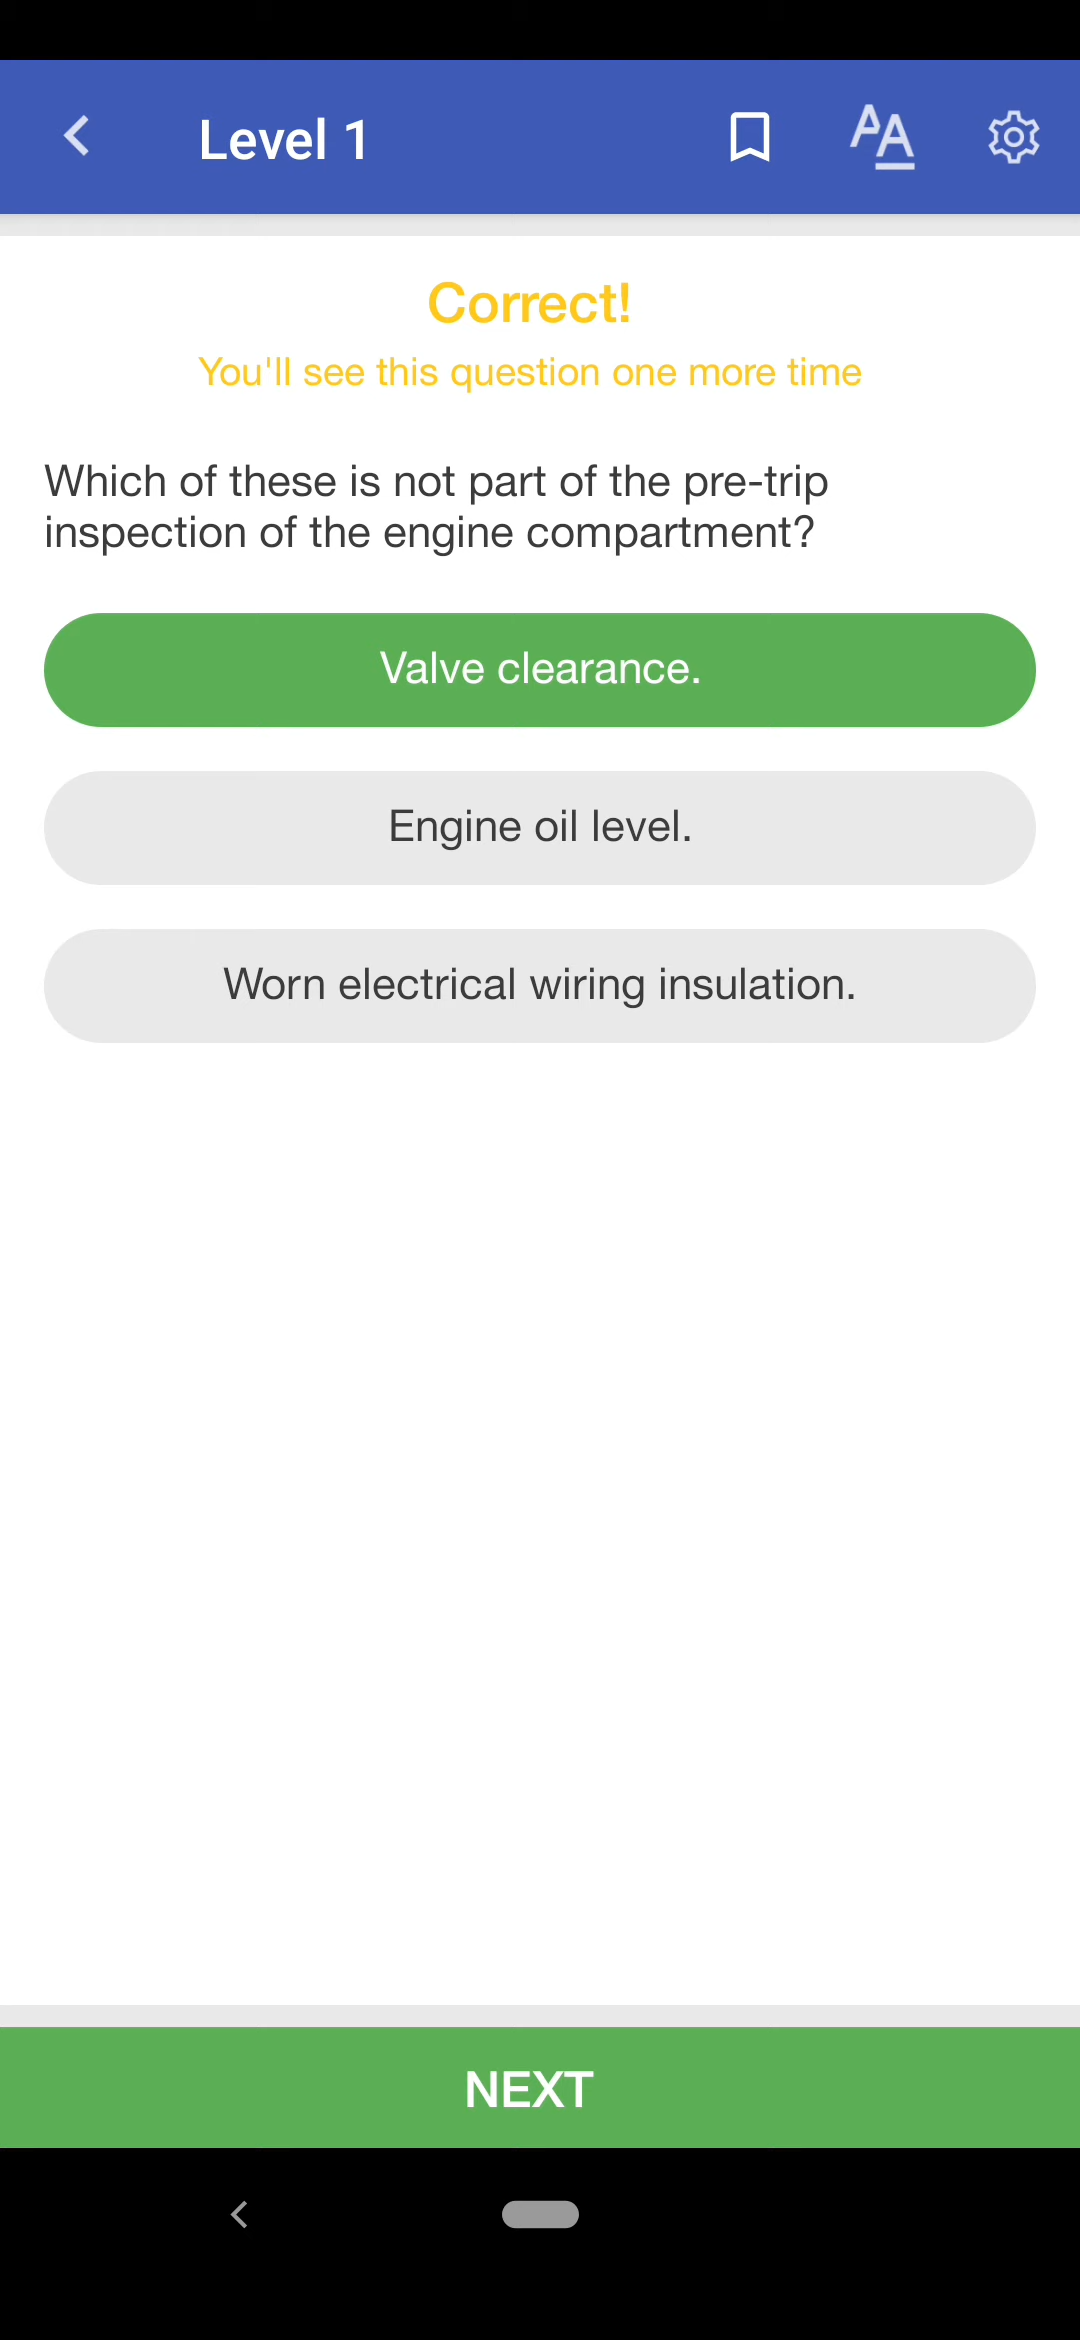 Level 1
AA
Correct!
You'll see this question one more time
Which of these is not part of the pre-trip
inspection of the engine compartment?
Valve clearance.
Engine oil level.
Worn electrical wiring insulation.
NEXT